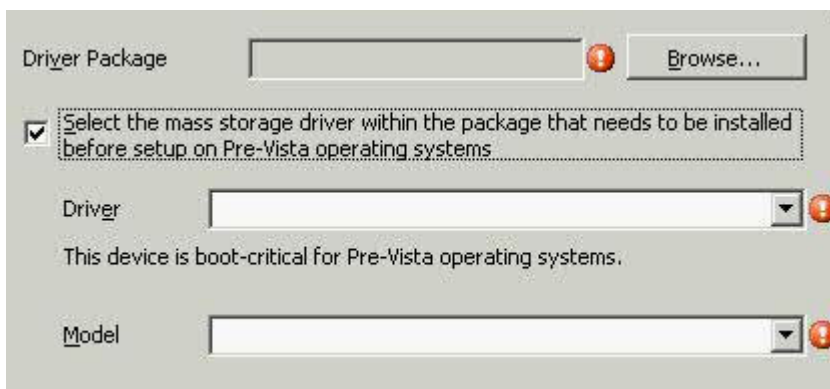 Driver Package
Browse...
Select the mass storage driver within the package that needs to be installed
before setup on Pre-Vista operating systems
Driver
This device is boot-critical for Pre-Vista operating systems.
Model